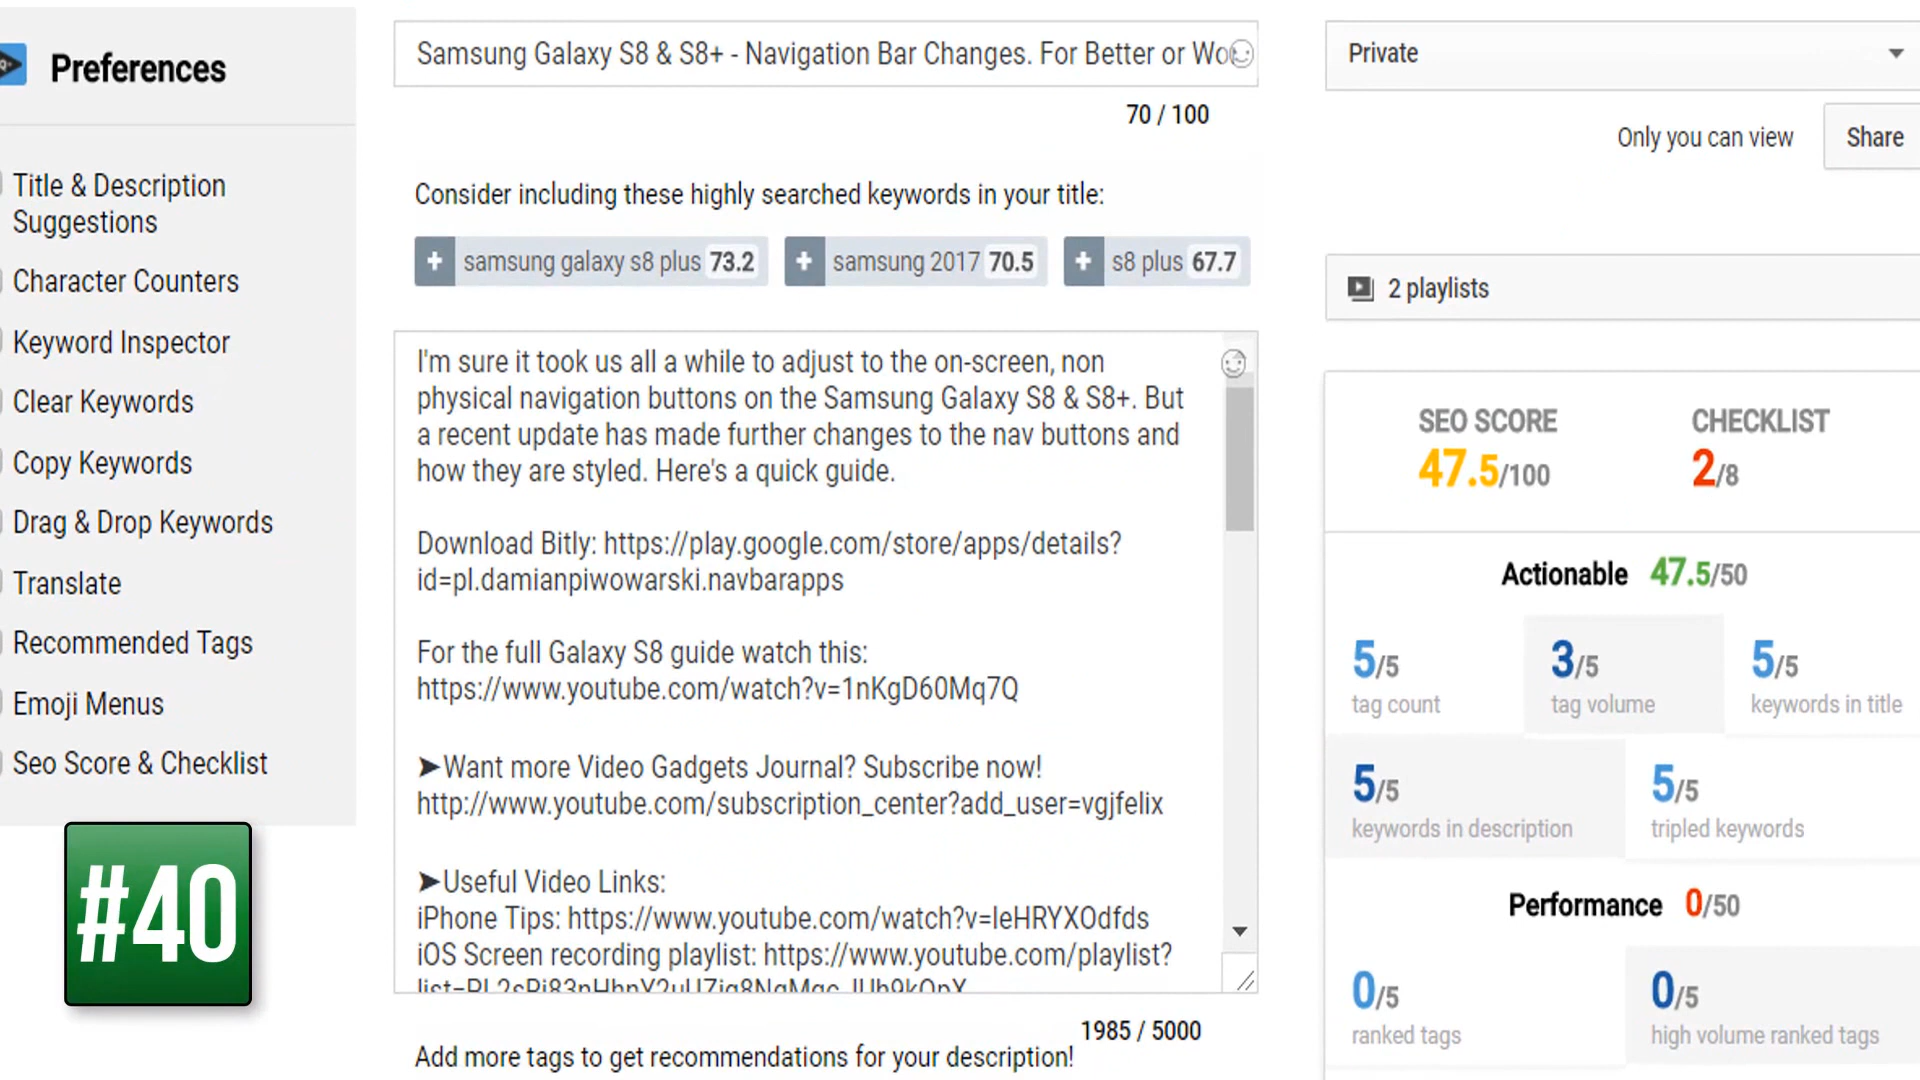 Preferences
Title & Description
Suggestions
Character Counters
Keyword Inspector
Clear Keywords
Copy Keywords
Drag & Drop Keywords
Translate
Recommended Tags
Emoji Menus
Seo Score & Checklist
#40
Samsung Galaxy S8 & S8+ - Navigation Bar Changes. For Better or Wo
70 / 100
Consider including these highly searched keywords in your title:
+ samsung galaxy s8 plus 73.2 + samsung 2017 70.5 + s8 plus 67.7
I'm sure it took us all a while to adjust to the on-screen, non
physical navigation buttons on the Samsung Galaxy S8 & S8+. But
a recent update has made further changes to the nav buttons and
how they are styled. Here's a quick guide.
Download Bitly: https://play.google.com/store/apps/details?
id=pl.damianpiwowarski.navbarapps
For the full Galaxy S8 guide watch this:
https://www.youtube.com/watch?v=1nKgD60Mq7Q
➤Want more Video Gadgets Journal? Subscribe now!
http://www.youtube.com/subscription_center?add_user=vgjfelix
➤Useful Video Links:
iPhone Tips: https://www.youtube.com/watch?v=IeHRYXOdfds
iOS Screen recording playlist: https://www.youtube.com/playlist?
1985 / 5000
Add more tags to get recommendations for your description!
Private
Only you can view Share
2 playlists
SEO SCORE CHECKLIST
47.5/100 2/8
Actionable 47.5/50
5/5 3/5 5/5
tag count tag volume keywords in title
5/5 5/5
keywords in description tripled keywords
Performance 0/50
0/5 0/5
ranked tags high volume ranked tags